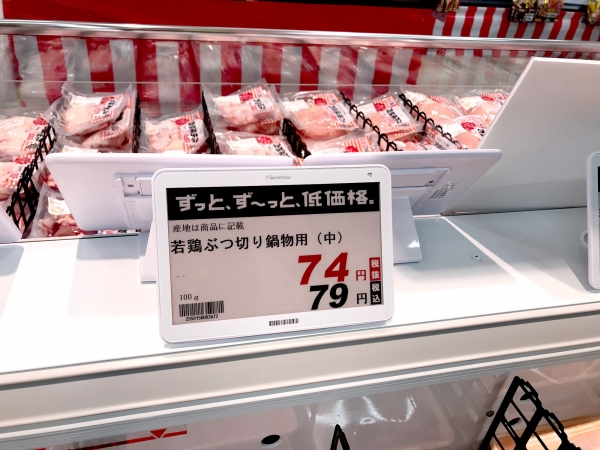 Hanshow
ずっと、ず〜っと、低価格。
産地は商品に記載
若鶏ぶつ切り鍋物用（中）
74円 税抜
79円 税込
100g